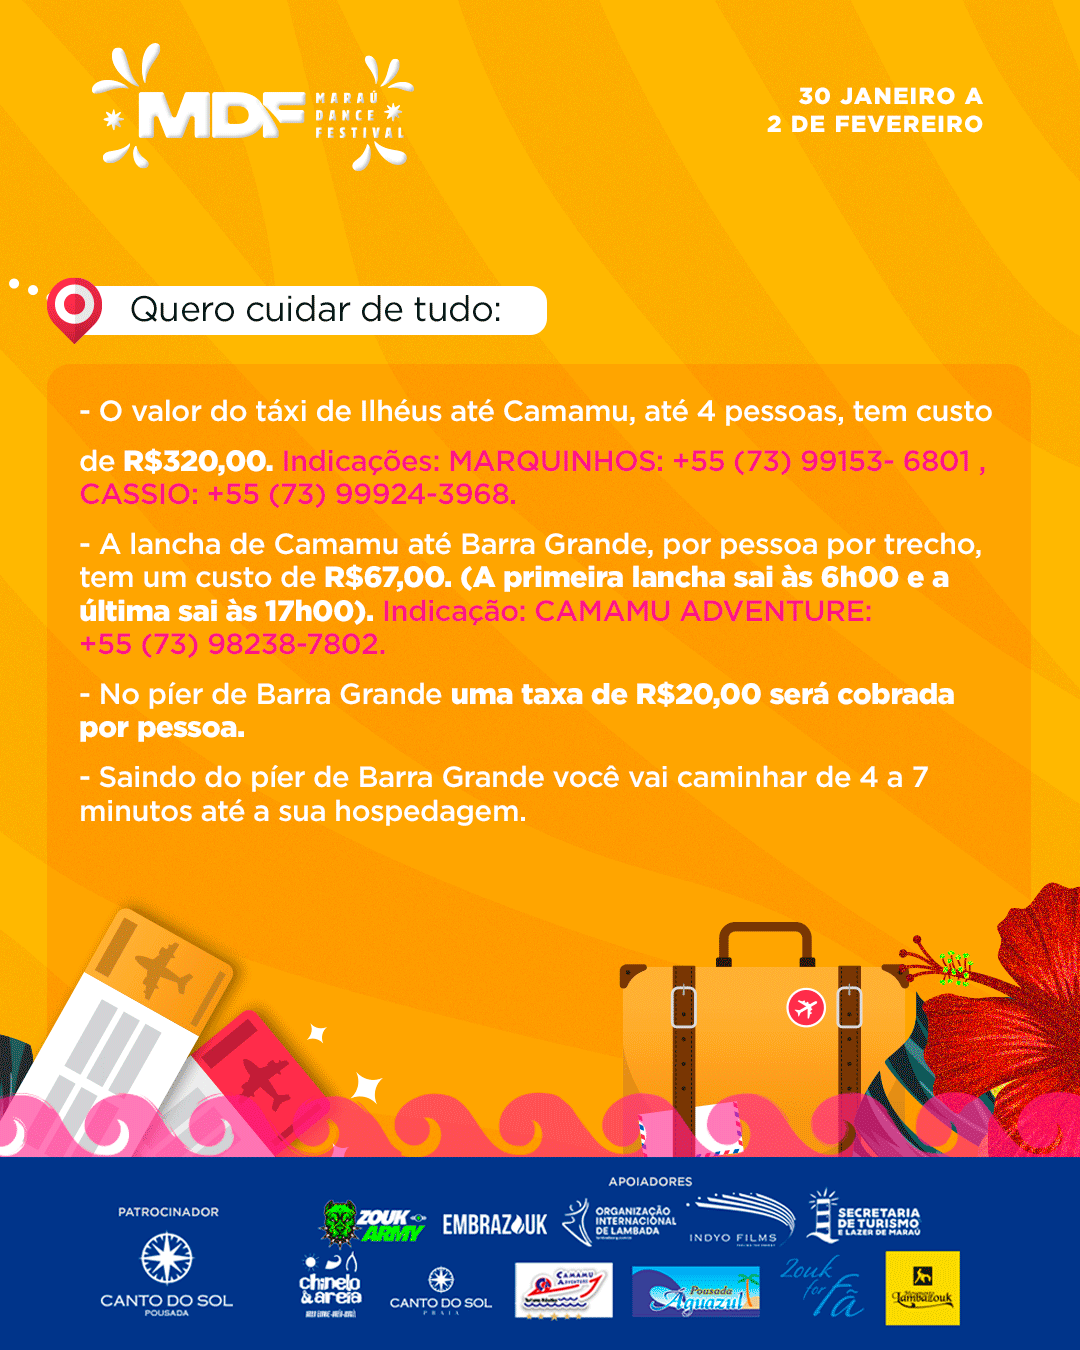 MDF
MARAÚ
DANCE
FESTIVAL
30 JANEIRO A
2 DE FEVEREIRO
Quero cuidar de tudo:
- O valor do táxi de Ilhéus até Camamu, até 4 pessoas, tem custo
de R$320,00. Indicações: MARQUINHOS: +55 (73) 99153- 6801 ,
CASSIO: +55 (73) 99924-3968.
- A lancha de Camamu até Barra Grande, por pessoa por trecho,
tem um custo de R$67,00. (A primeira lancha sai às 6h00 e a
última sai às 17h00). Indicação: CAMAMU ADVENTURE:
+55 (73) 98238-7802.
- No píer de Barra Grande uma taxa de R$20,00 será cobrada
por pessoa.
- Saindo do píer de Barra Grande você vai caminhar de 4 a 7
minutos até a sua hospedagem.
PATROCINADOR
CANTO DO SOL
POUSADA
APOIADORES
ZOUK
ARMY
EMBRAZOUK
ORGANIZAÇÃO
INTERNACIONAL
DE LAMBADA
INDYO FILMS
SECRETARIA
DE TURISMO
E LAZER DE MARAÚ
chinelo
& areia
CANTO DO SOL
PRAIA
CAMAMU
ADVENTURE
Pousada
Aguazul
Zouk
for
Fã
Movimento
Lambazouk